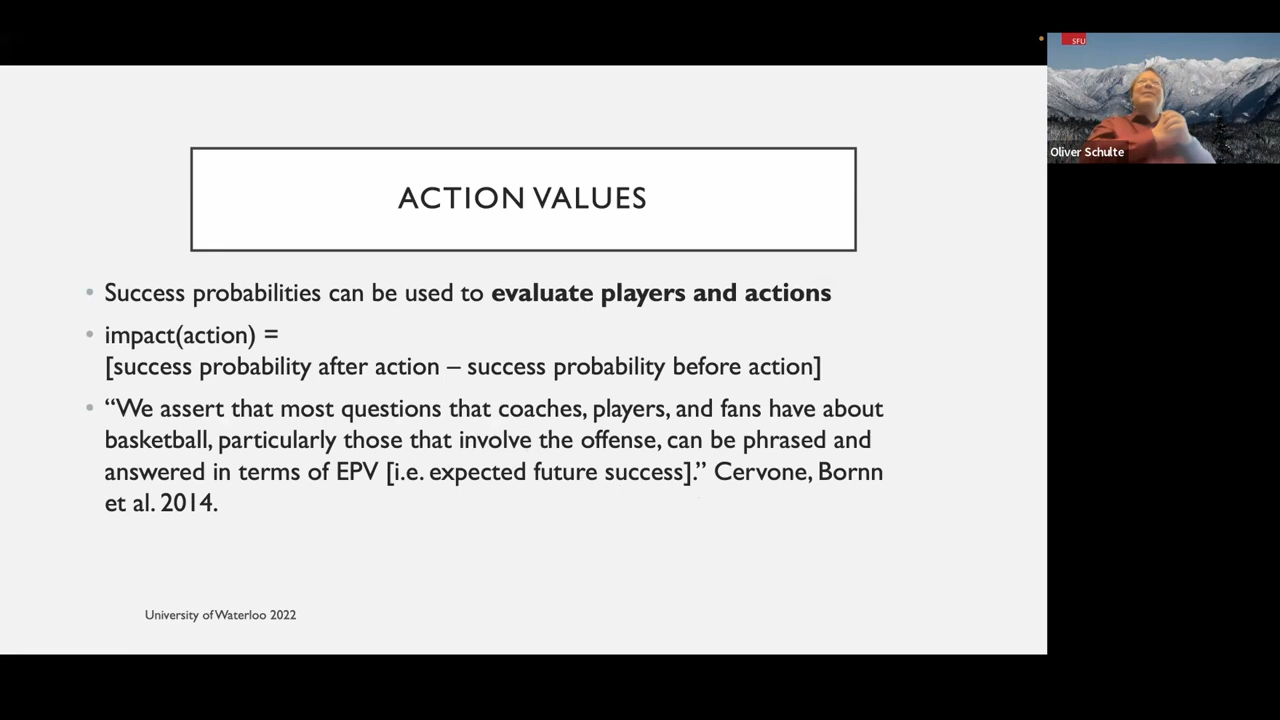 SFU
Oliver Schulte
ACTION VALUES
• Success probabilities can be used to evaluate players and actions
• impact(action) =
[success probability after action – success probability before action]
• “We assert that most questions that coaches, players, and fans have about
basketball, particularly those that involve the offense, can be phrased and
answered in terms of EPV [i.e. expected future success].” Cervone, Bornn
et al. 2014.
University of Waterloo 2022